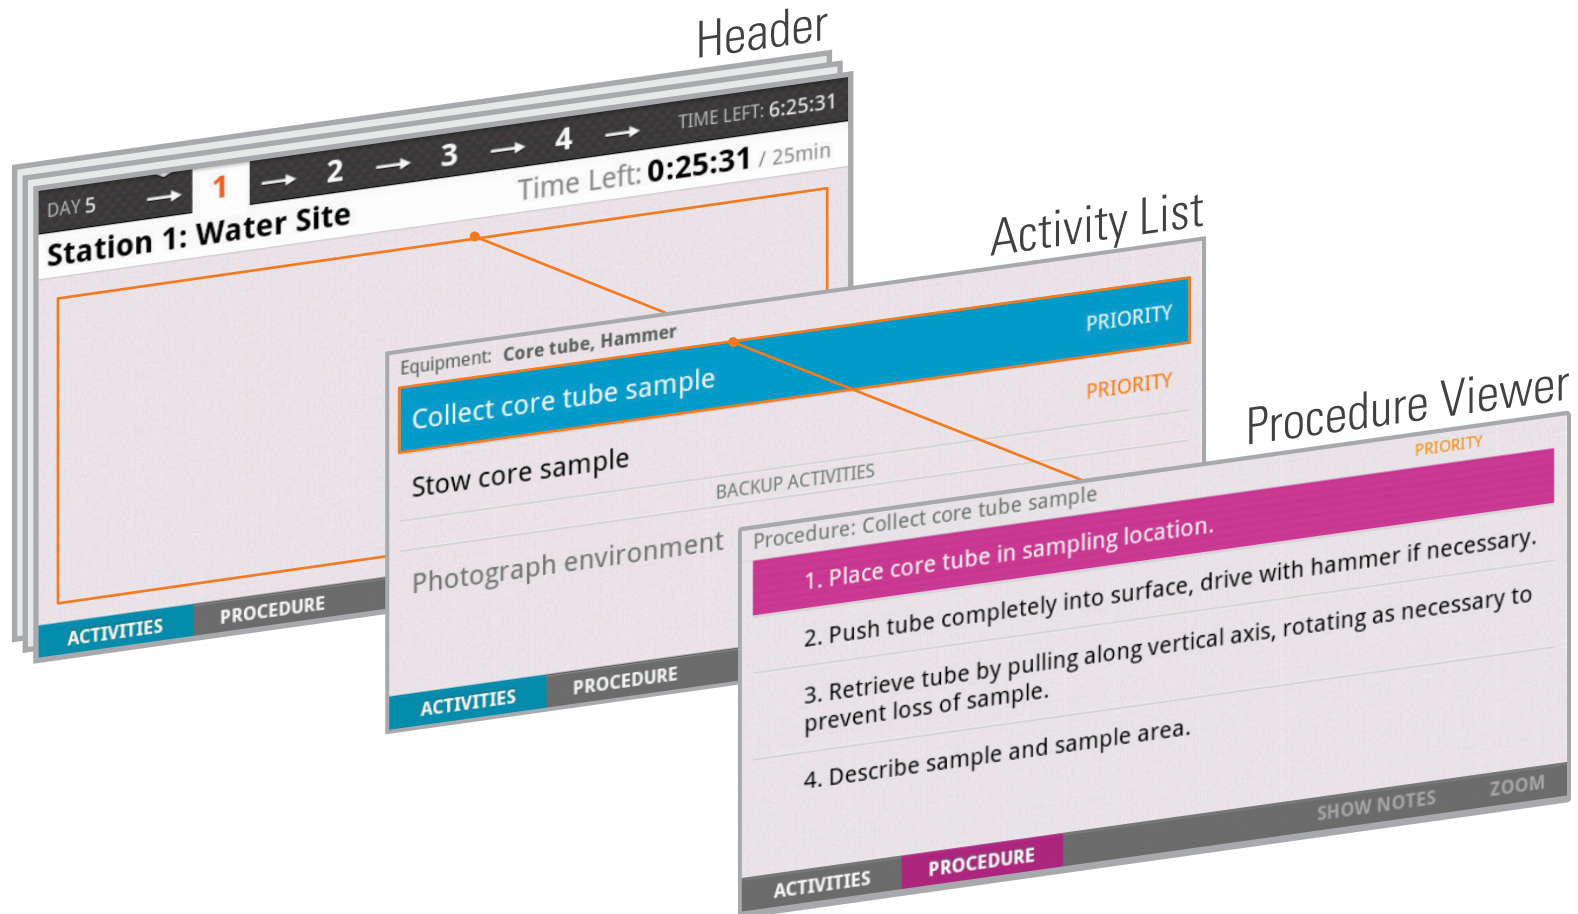 Header
DAY 5 → 1 → 2 → 3 → 4 → TIME LEFT: 6:25:31
Station 1: Water Site Time Left: 0:25:31 / 25min
ACTIVITIES PROCEDURE
Activity List
Equipment: Core tube, Hammer
Collect core tube sample PRIORITY
Stow core sample PRIORITY
BACKUP ACTIVITIES
Photograph environment
ACTIVITIES PROCEDURE
Procedure Viewer
Procedure: Collect core tube sample PRIORITY
1. Place core tube in sampling location.
2. Push tube completely into surface, drive with hammer if necessary.
3. Retrieve tube by pulling along vertical axis, rotating as necessary to
prevent loss of sample.
4. Describe sample and sample area.
ACTIVITIES PROCEDURE SHOW NOTES ZOOM